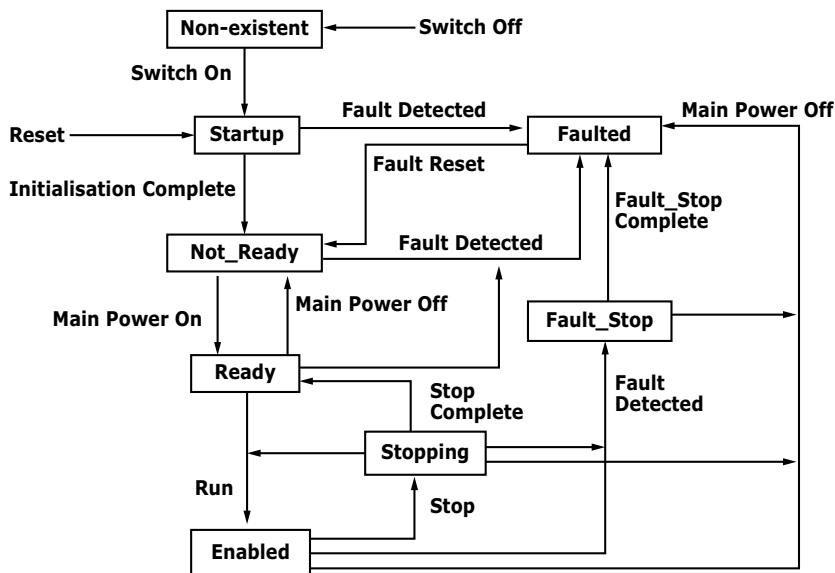 Non-existent
Switch Off
Switch On
Fault Detected
Main Power Off
Reset
Startup
Faulted
Fault Reset
Initialisation Complete
Fault_Stop
Complete
Not_Ready
Fault Detected
Main Power On
Main Power Off
Fault_Stop
Ready
Stop
Complete
Fault
Detected
Stopping
Run
Stop
Enabled